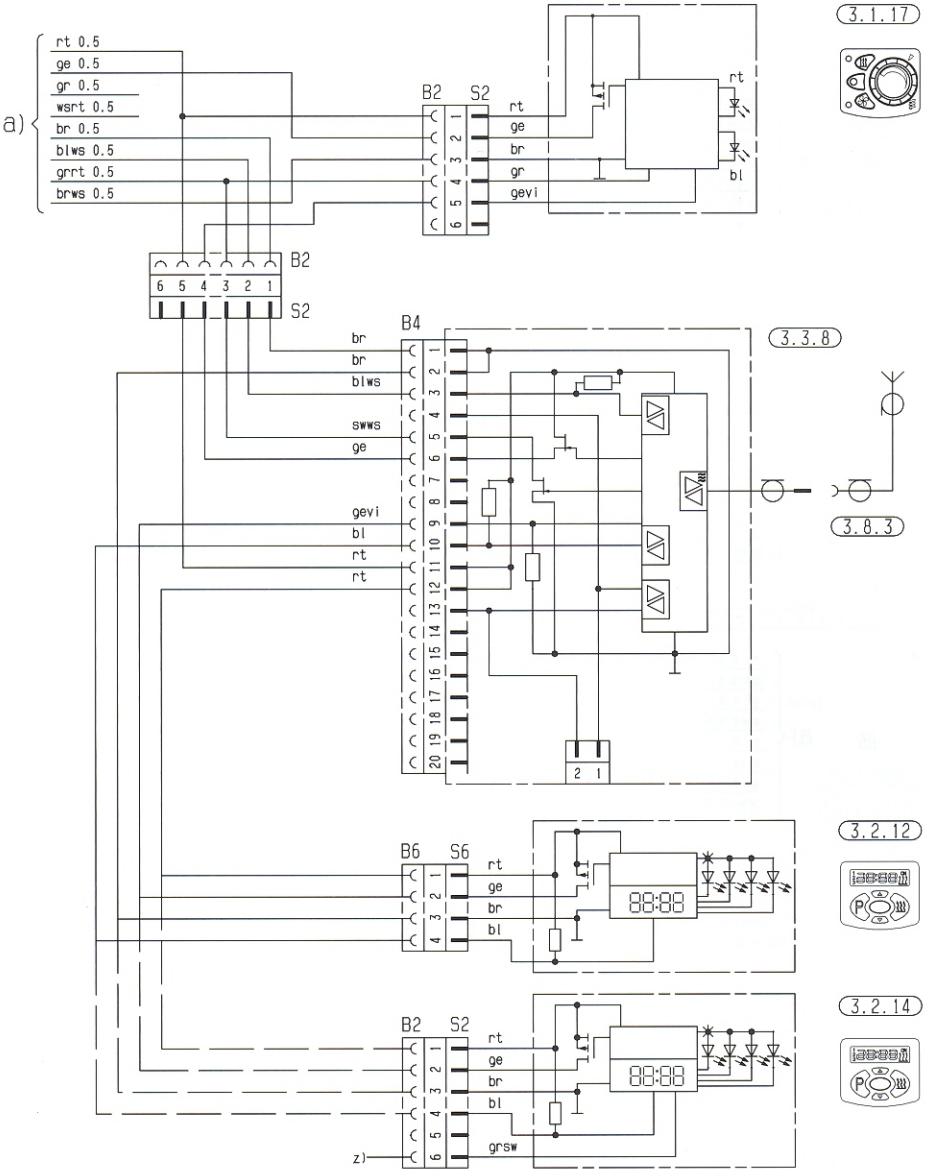 3.1.17
a)
rt 0.5
ge 0.5
gr 0.5
wsrt 0.5
br 0.5
blws 0.5
grrt 0.5
brws 0.5
B2 S2
1
2
3
4
5
6
rt
ge
br
gr
gevi
rt
bl
B2
6 5 4 3 2 1
S2
B4
3.3.8
br
br
blws
swws
ge
gevi
bl
rt
rt
1
2
3
4
5
6
7
8
9
10
11
12
13
14
15
16
17
18
19
20
2 1
3.8.3
3.2.12
B6 S6
1
2
3
4
rt
ge
br
bl
88:88
88:88
P
3.2.14
B2 S2
1
2
3
4
5
6
rt
ge
br
bl
grsw
88:88
88:88
P
z)